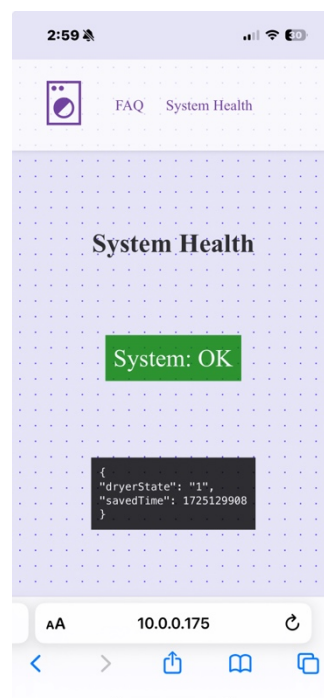 2:59
30
FAQ System Health
System Health
System: OK
{
"dryerState": "1",
"savedTime": 1725129908
}
AA 10.0.0.175